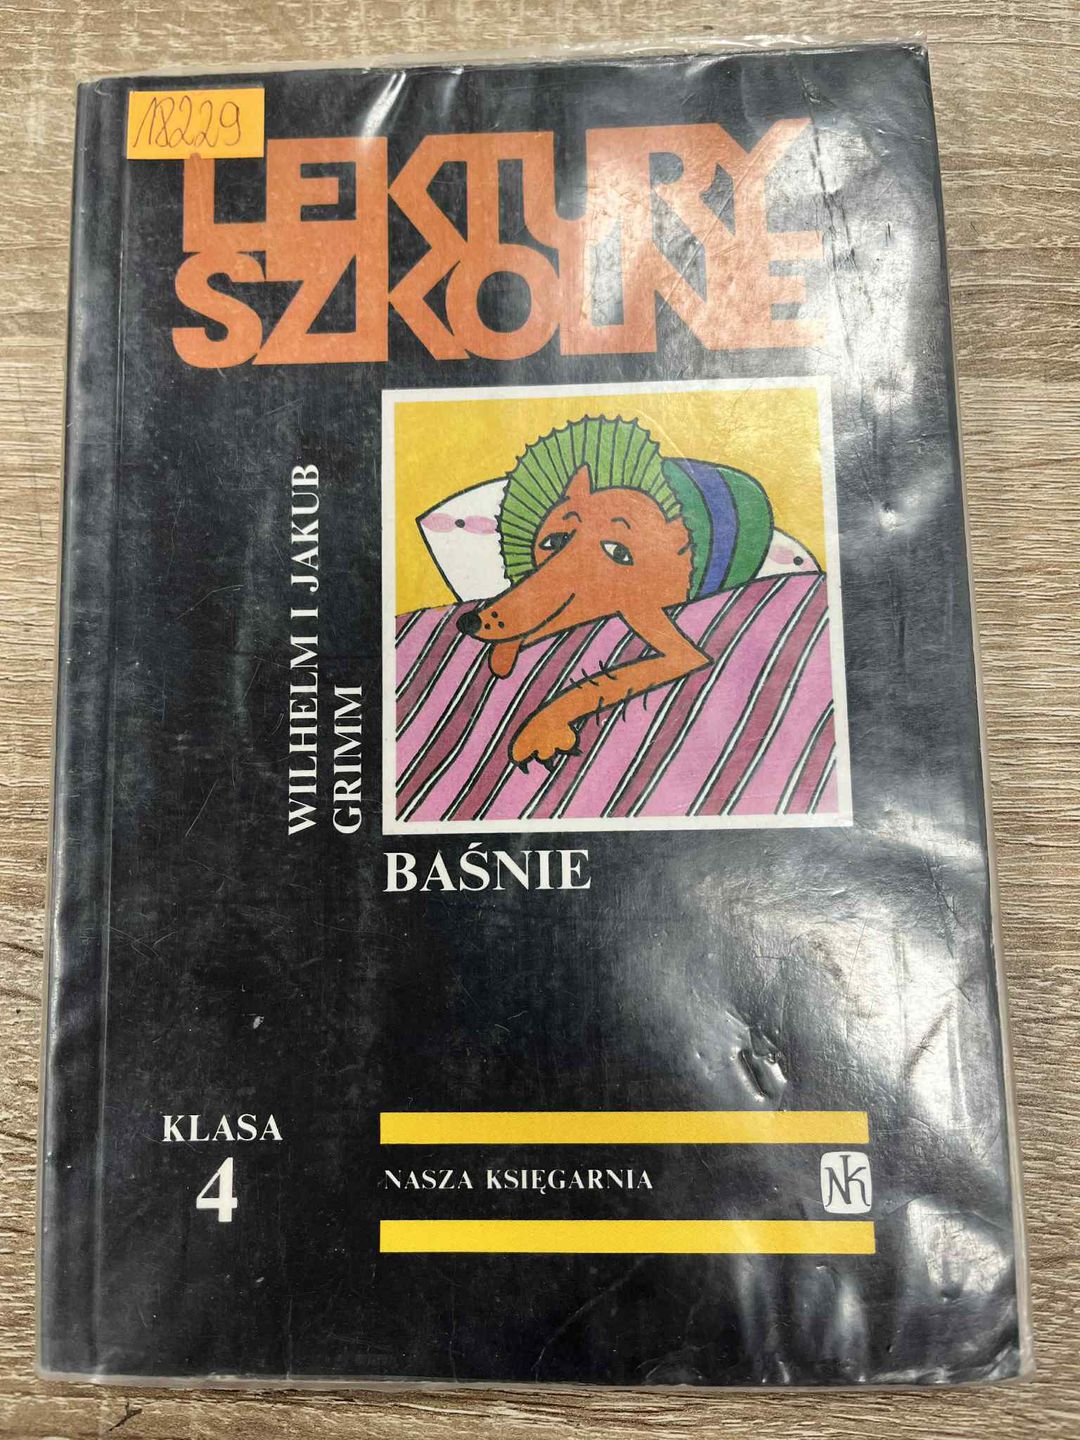 18229
LEKTURY
SZKOLNE
WILHELM I JAKUB
GRIMM
BAŚNIE
KLASA
4
NASZA KSIĘGARNIA
NK